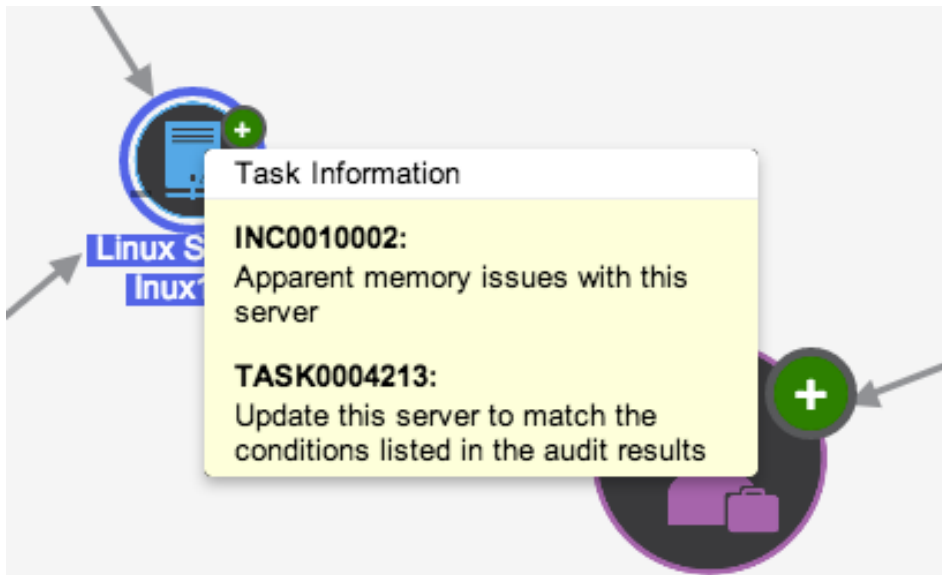 Task Information
INC0010002:
Apparent memory issues with this
server
TASK0004213:
Update this server to match the
conditions listed in the audit results
Linux